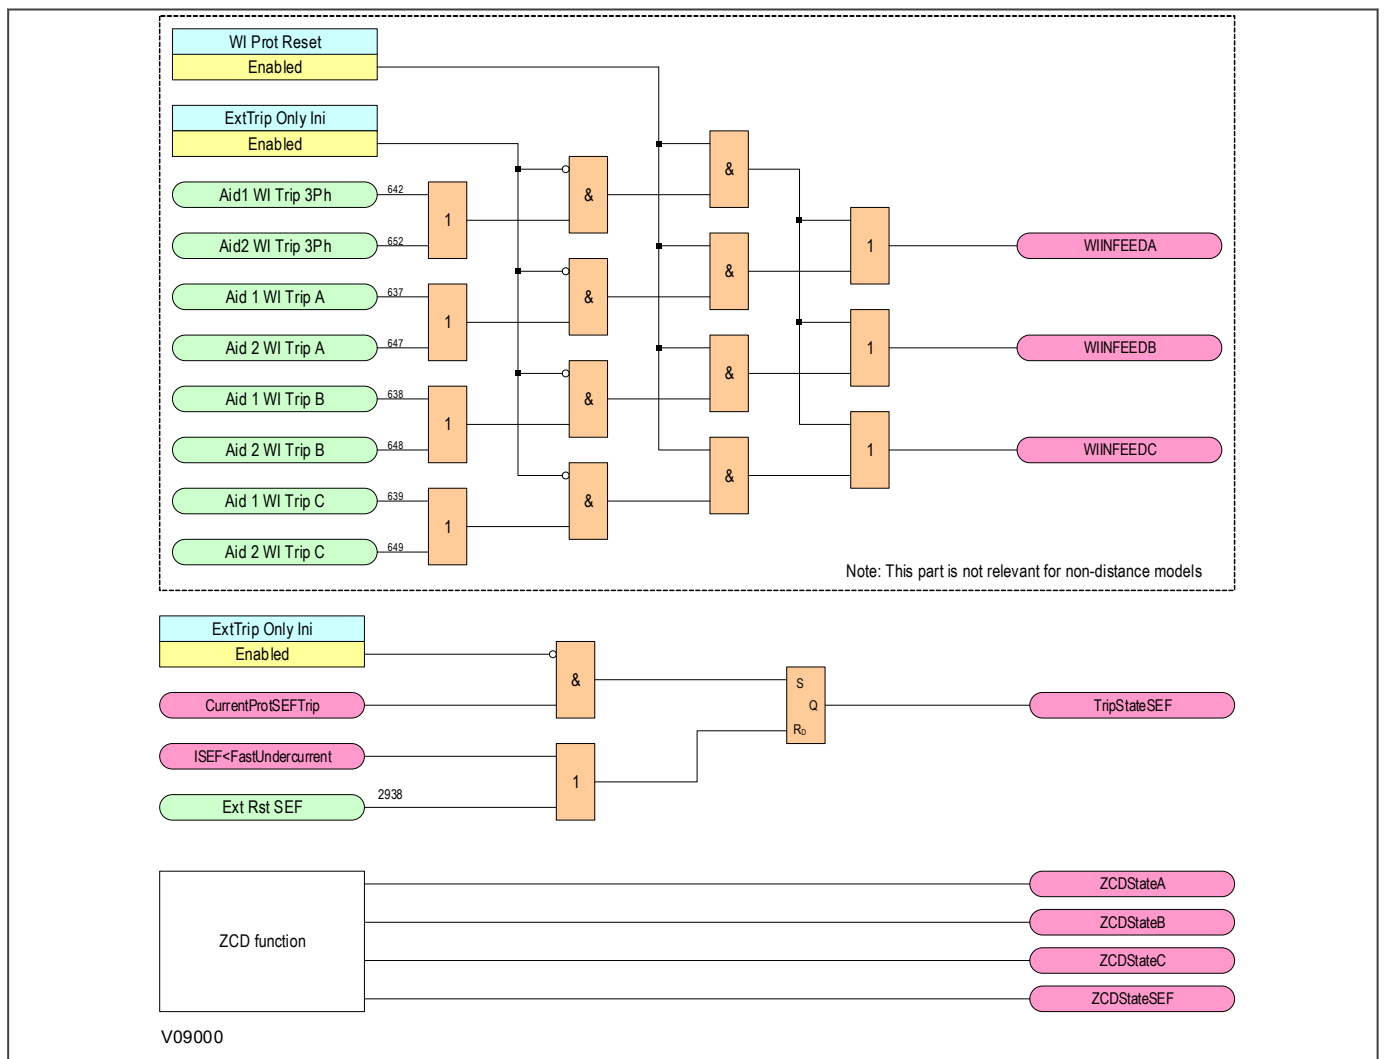 WI Prot Reset
Enabled
ExtTrip Only Ini
Enabled
&
&
Aid1 WI Trip 3Ph
642
1
1
WIINFEEDA
Aid2 WI Trip 3Ph
652
&
&
Aid 1 WI Trip A
637
1
1
WIINFEEDB
Aid 2 WI Trip A
647
&
&
Aid 1 WI Trip B
638
1
1
WIINFEEDC
Aid 2 WI Trip B
648
&
&
Aid 1 WI Trip C
639
1
Aid 2 WI Trip C
649
Note: This part is not relevant for non-distance models
ExtTrip Only Ini
Enabled
&
S
Q
RD
CurrentProtSEFTrip
TripStateSEF
ISEF<FastUndercurrent
1
Ext Rst SEF
2938
ZCD function
ZCDStateA
ZCDStateB
ZCDStateC
ZCDStateSEF
V09000